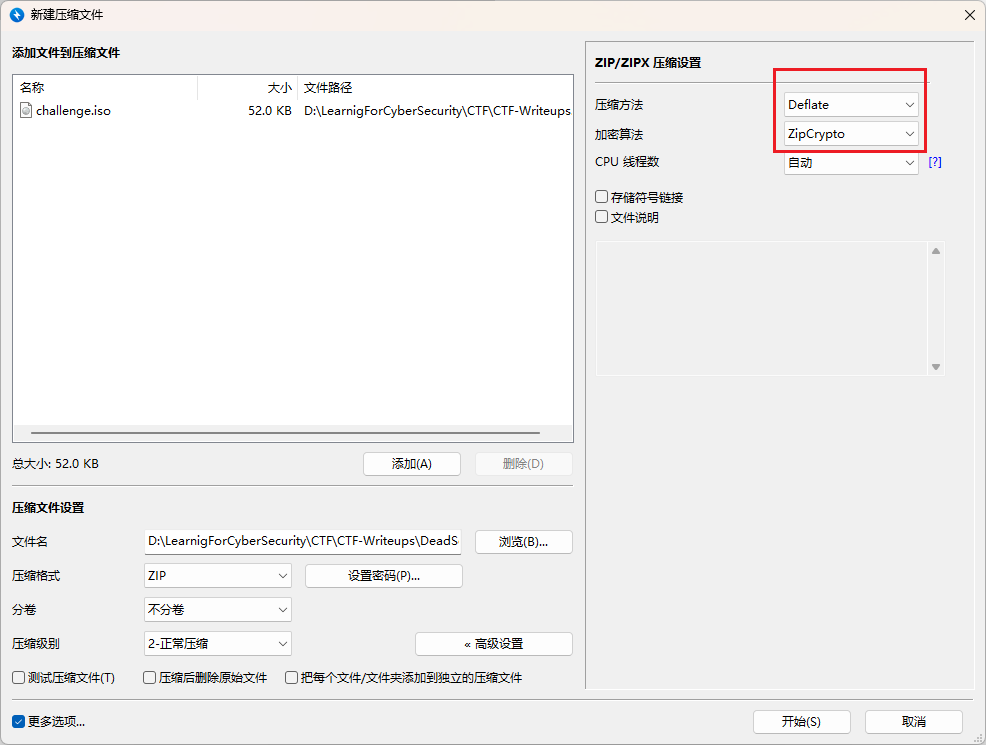 新建压缩文件
添加文件到压缩文件
名称 大小 文件路径
challenge.iso 52.0 KB D:\LearnigForCyberSecurity\CTF\CTF-Writeups
总大小: 52.0 KB
添加(A) 删除(D)
压缩文件设置
文件名 D:\LearnigForCyberSecurity\CTF\CTF-Writeups\DeadS 浏览(B)...
压缩格式 ZIP 设置密码(P)...
分卷 不分卷
压缩级别 2-正常压缩 « 高级设置
测试压缩文件(T) 压缩后删除原始文件 把每个文件/文件夹添加到独立的压缩文件
ZIP/ZIPX 压缩设置
压缩方法 Deflate
加密算法 ZipCrypto
CPU 线程数 自动 [?]
存储符号链接
文件说明
更多选项... 开始(S) 取消